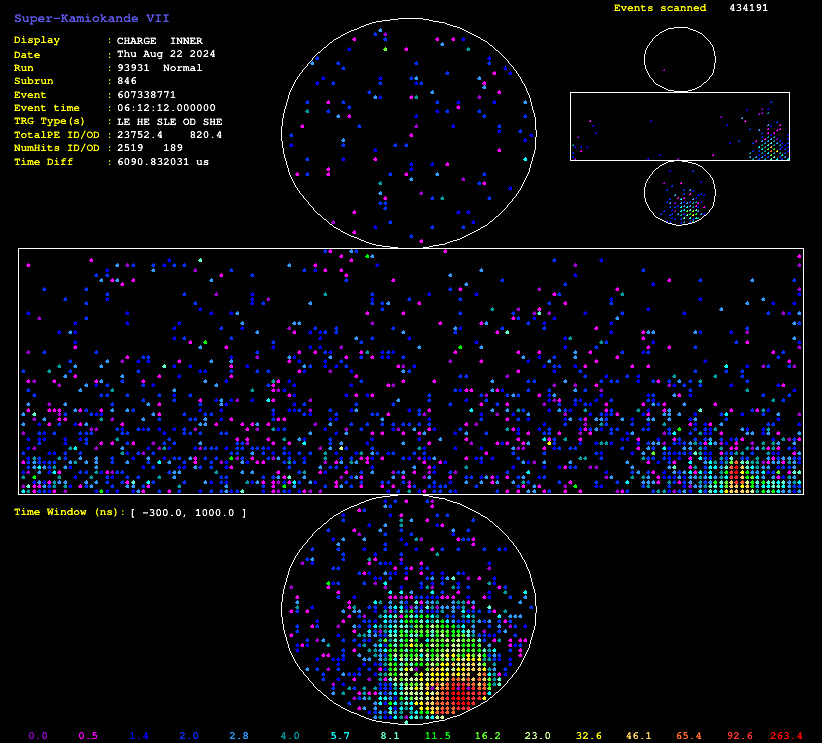 Super-Kamiokande VII
Events scanned 434191
Display : CHARGE INNER
Date : Thu Aug 22 2024
Run : 93931 Normal
Subrun : 846
Event : 607338771
Event time : 06:12:12.000000
TRG Type(s) : LE HE SLE OD SHE
TotalPE ID/OD : 23752.4 820.4
NumHits ID/OD : 2519 189
Time Diff : 6090.832031 us
Time Window (ns): [ -300.0, 1000.0 ]
0.0 0.5 1.4 2.0 2.8 4.0 5.7 8.1 11.5 16.2 23.0 32.6 46.1 65.4 92.6 263.4